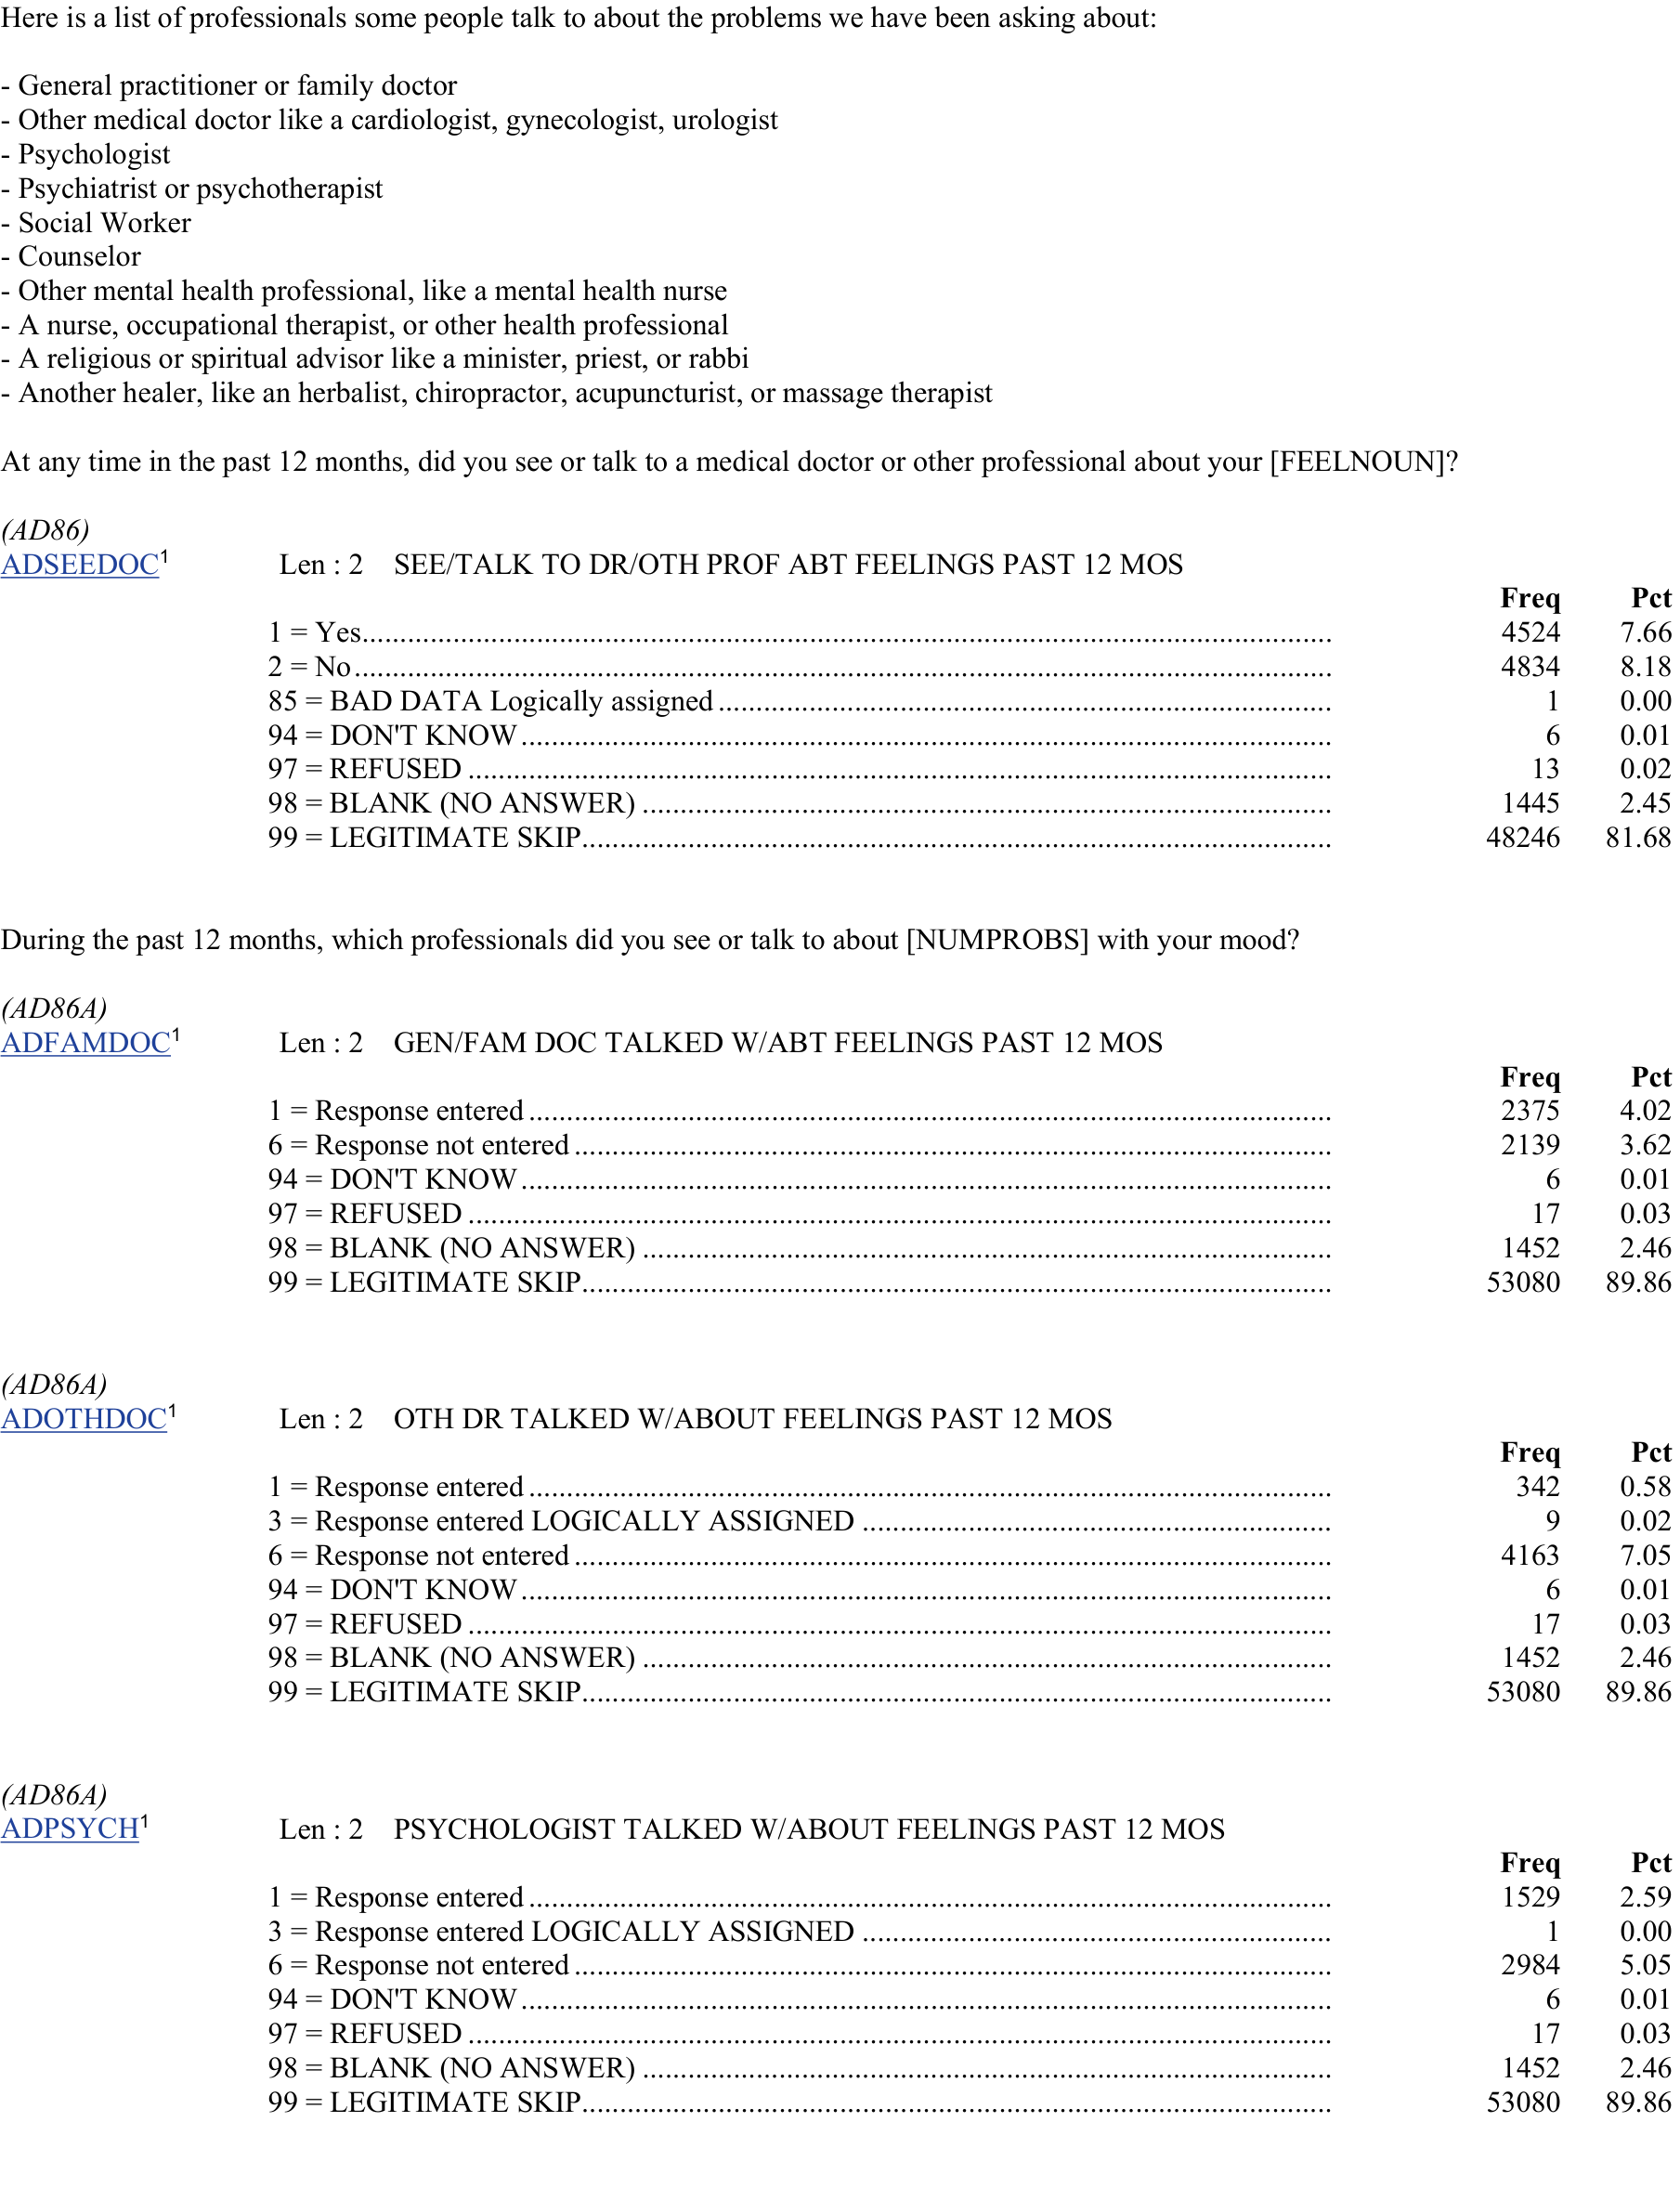 Here is a list of professionals some people talk to about the problems we have been asking about:
- General practitioner or family doctor
- Other medical doctor like a cardiologist, gynecologist, urologist
- Psychologist
- Psychiatrist or psychotherapist
- Social Worker
- Counselor
- Other mental health professional, like a mental health nurse
- A nurse, occupational therapist, or other health professional
- A religious or spiritual advisor like a minister, priest, or rabbi
- Another healer, like an herbalist, chiropractor, acupuncturist, or massage therapist
At any time in the past 12 months, did you see or talk to a medical doctor or other professional about your [FEELNOUN]?
(AD86)
ADSEEDOC1 Len : 2 SEE/TALK TO DR/OTH PROF ABT FEELINGS PAST 12 MOS
Freq Pct
1 = Yes 4524 7.66
2 = No 4834 8.18
85 = BAD DATA Logically assigned 1 0.00
94 = DON'T KNOW 6 0.01
97 = REFUSED 13 0.02
98 = BLANK (NO ANSWER) 1445 2.45
99 = LEGITIMATE SKIP 48246 81.68
During the past 12 months, which professionals did you see or talk to about [NUMPROBS] with your mood?
(AD86A)
ADFAMDOC1 Len : 2 GEN/FAM DOC TALKED W/ABT FEELINGS PAST 12 MOS
Freq Pct
1 = Response entered 2375 4.02
6 = Response not entered 2139 3.62
94 = DON'T KNOW 6 0.01
97 = REFUSED 17 0.03
98 = BLANK (NO ANSWER) 1452 2.46
99 = LEGITIMATE SKIP 53080 89.86
(AD86A)
ADOTHDOC1 Len : 2 OTH DR TALKED W/ABOUT FEELINGS PAST 12 MOS
Freq Pct
1 = Response entered 342 0.58
3 = Response entered LOGICALLY ASSIGNED 9 0.02
6 = Response not entered 4163 7.05
94 = DON'T KNOW 6 0.01
97 = REFUSED 17 0.03
98 = BLANK (NO ANSWER) 1452 2.46
99 = LEGITIMATE SKIP 53080 89.86
(AD86A)
ADPSYCH1 Len : 2 PSYCHOLOGIST TALKED W/ABOUT FEELINGS PAST 12 MOS
Freq Pct
1 = Response entered 1529 2.59
3 = Response entered LOGICALLY ASSIGNED 1 0.00
6 = Response not entered 2984 5.05
94 = DON'T KNOW 6 0.01
97 = REFUSED 17 0.03
98 = BLANK (NO ANSWER) 1452 2.46
99 = LEGITIMATE SKIP 53080 89.86